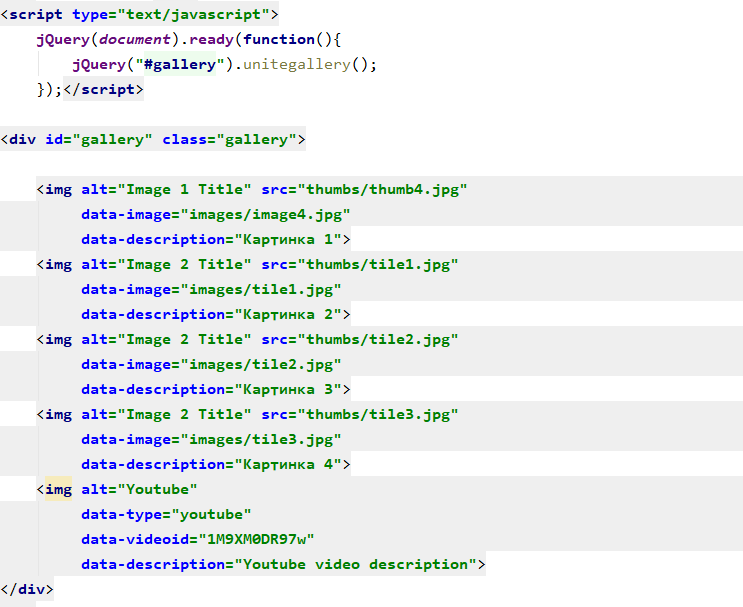 <script type="text/javascript">
    jQuery(document).ready(function(){
        jQuery("#gallery").unitegallery();
    });</script>
<div id="gallery" class="gallery">
    <img alt="Image 1 Title" src="thumbs/thumb4.jpg"
         data-image="images/image4.jpg"
         data-description="Картинка 1">
    <img alt="Image 2 Title" src="thumbs/tile1.jpg"
         data-image="images/tile1.jpg"
         data-description="Картинка 2">
    <img alt="Image 2 Title" src="thumbs/tile2.jpg"
         data-image="images/tile2.jpg"
         data-description="Картинка 3">
    <img alt="Image 2 Title" src="thumbs/tile3.jpg"
         data-image="images/tile3.jpg"
         data-description="Картинка 4">
    <img alt="Youtube"
         data-type="youtube"
         data-videoid="1M9XM0DR97w"
         data-description="Youtube video description">
</div>